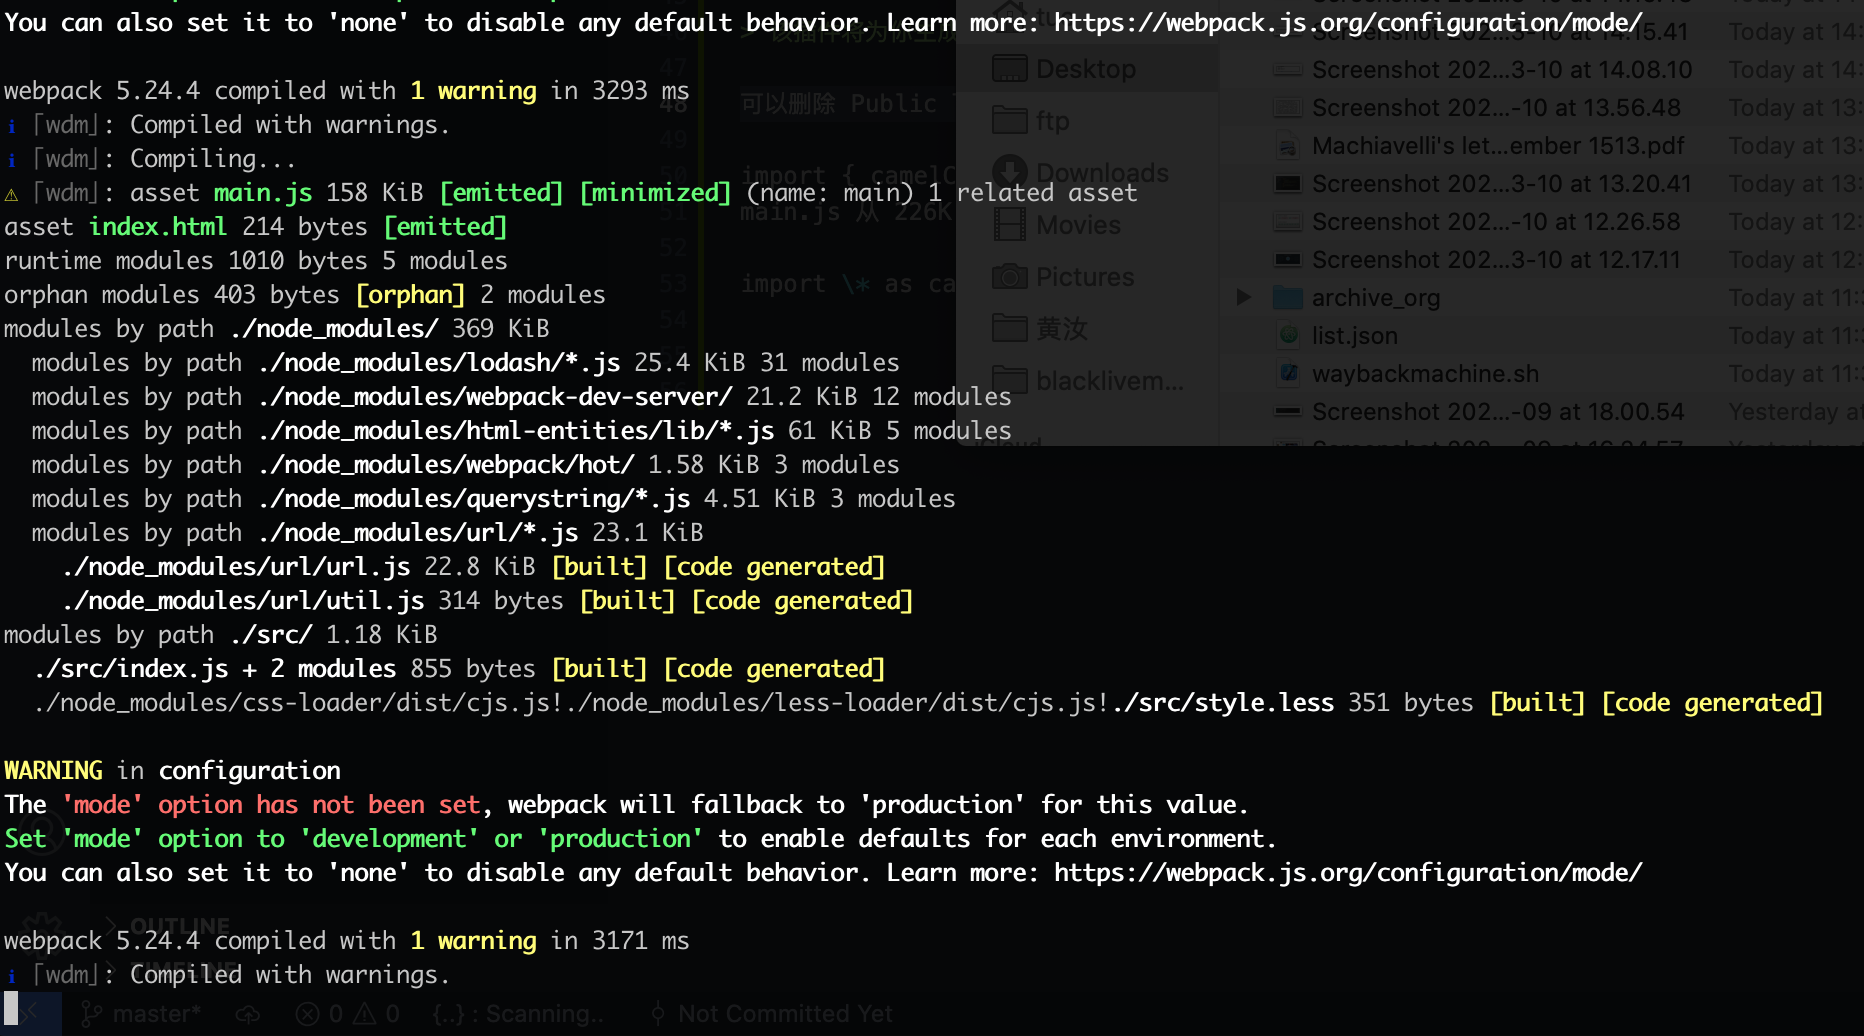 You can also set it to 'none' to disable any default behavior. Learn more: https://webpack.js.org/configuration/mode/
webpack 5.24.4 compiled with 1 warning in 3293 ms
ℹ ｢wdm｣: Compiled with warnings.
ℹ ｢wdm｣: Compiling...
⚠ ｢wdm｣: asset main.js 158 KiB [emitted] [minimized] (name: main) 1 related asset
asset index.html 214 bytes [emitted]
runtime modules 1010 bytes 5 modules
orphan modules 403 bytes [orphan] 2 modules
modules by path ./node_modules/ 369 KiB
modules by path ./node_modules/lodash/*.js 25.4 KiB 31 modules
modules by path ./node_modules/webpack-dev-server/ 21.2 KiB 12 modules
modules by path ./node_modules/html-entities/lib/*.js 61 KiB 5 modules
modules by path ./node_modules/webpack/hot/ 1.58 KiB 3 modules
modules by path ./node_modules/querystring/*.js 4.51 KiB 3 modules
modules by path ./node_modules/url/*.js 23.1 KiB
./node_modules/url/url.js 22.8 KiB [built] [code generated]
./node_modules/url/util.js 314 bytes [built] [code generated]
modules by path ./src/ 1.18 KiB
./src/index.js + 2 modules 855 bytes [built] [code generated]
./node_modules/css-loader/dist/cjs.js!./node_modules/less-loader/dist/cjs.js!./src/style.less 351 bytes [built] [code generated]
WARNING in configuration
The 'mode' option has not been set, webpack will fallback to 'production' for this value.
Set 'mode' option to 'development' or 'production' to enable defaults for each environment.
You can also set it to 'none' to disable any default behavior. Learn more: https://webpack.js.org/configuration/mode/
webpack 5.24.4 compiled with 1 warning in 3171 ms
ℹ ｢wdm｣: Compiled with warnings.
47
48 可以删除 Public
49
50 import { camelC
51 main.js 从 226K
52
53 import \* as ca
54
Desktop
ftp
Downloads
Movies
Pictures
黄汝
blacklivem...
Screenshot 202...3-10 at 14.15.41 Today at 14
Screenshot 202...3-10 at 14.08.10 Today at 14
Screenshot 202...-10 at 13.56.48 Today at 13
Machiavelli's let...ember 1513.pdf Today at 13
Screenshot 202...3-10 at 13.20.41 Today at 13
Screenshot 202...-10 at 12.26.58 Today at 12
Screenshot 202...3-10 at 12.17.11 Today at 12
archive_org Today at 11
list.json Today at 11
waybackmachine.sh Today at 11
Screenshot 202...-09 at 18.00.54 Yesterday at
OUTLINE
TIMELINE
master* 0 0 {..} : Scanning.. Not Committed Yet